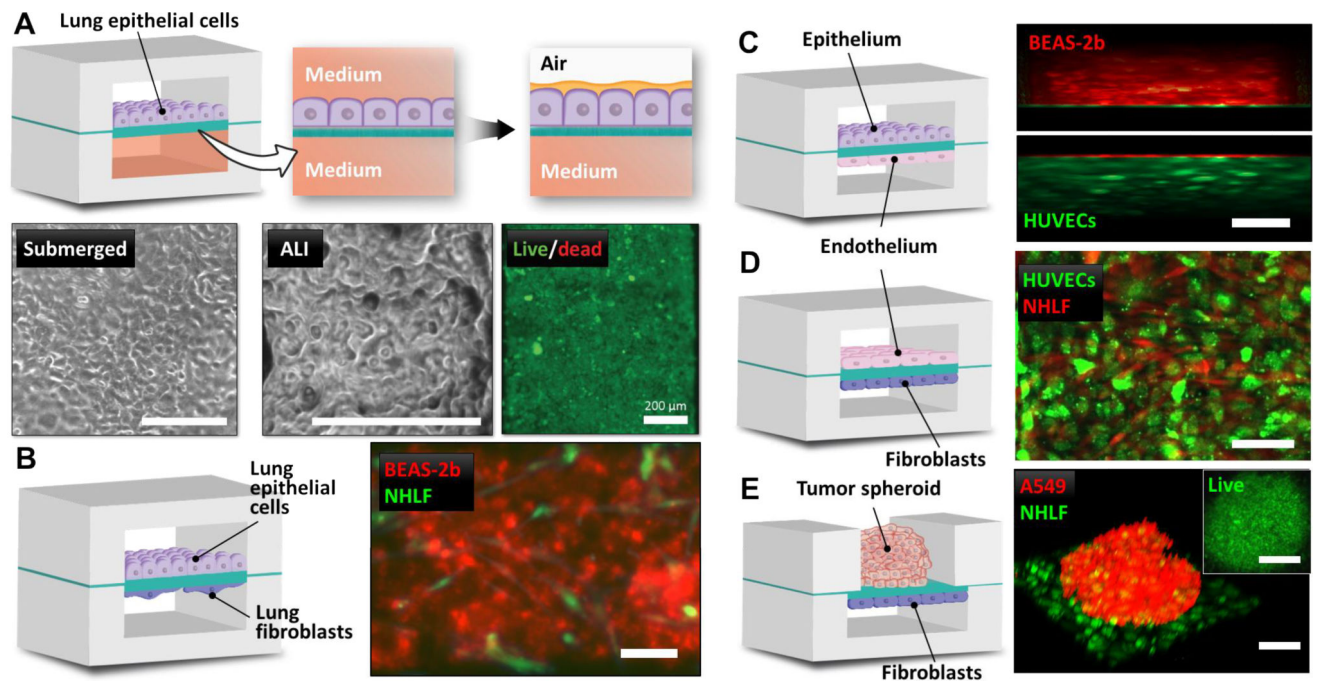 A
Lung epithelial cells
Medium
Medium
Air
Medium
Submerged
ALI
Live/dead
200 μm
B
Lung
epithelial
cells
Lung
fibroblasts
BEAS-2b
NHLF
C
Epithelium
Endothelium
BEAS-2b
HUVECs
D
Fibroblasts
HUVECs
NHLF
E
Tumor spheroid
Fibroblasts
A549
NHLF
Live